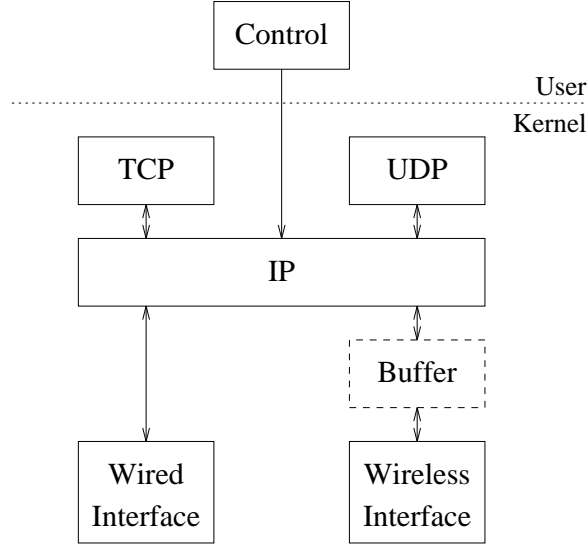 Control
User
Kernel
TCP
UDP
IP
Buffer
Wired
Interface
Wireless
Interface